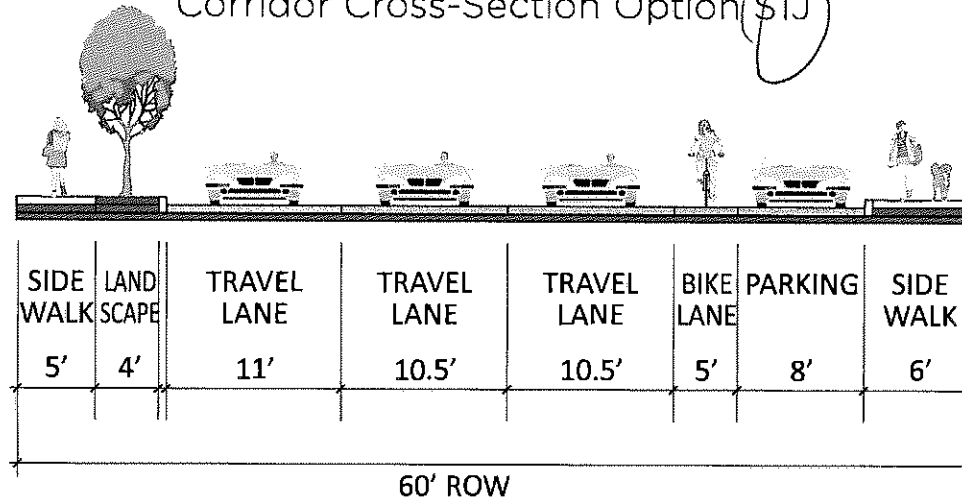 Corridor Cross-Section Option S1J
SIDE WALK
5'
LAND SCAPE
4'
TRAVEL LANE
11'
TRAVEL LANE
10.5'
TRAVEL LANE
10.5'
BIKE LANE
5'
PARKING
8'
SIDE WALK
6'
60' ROW